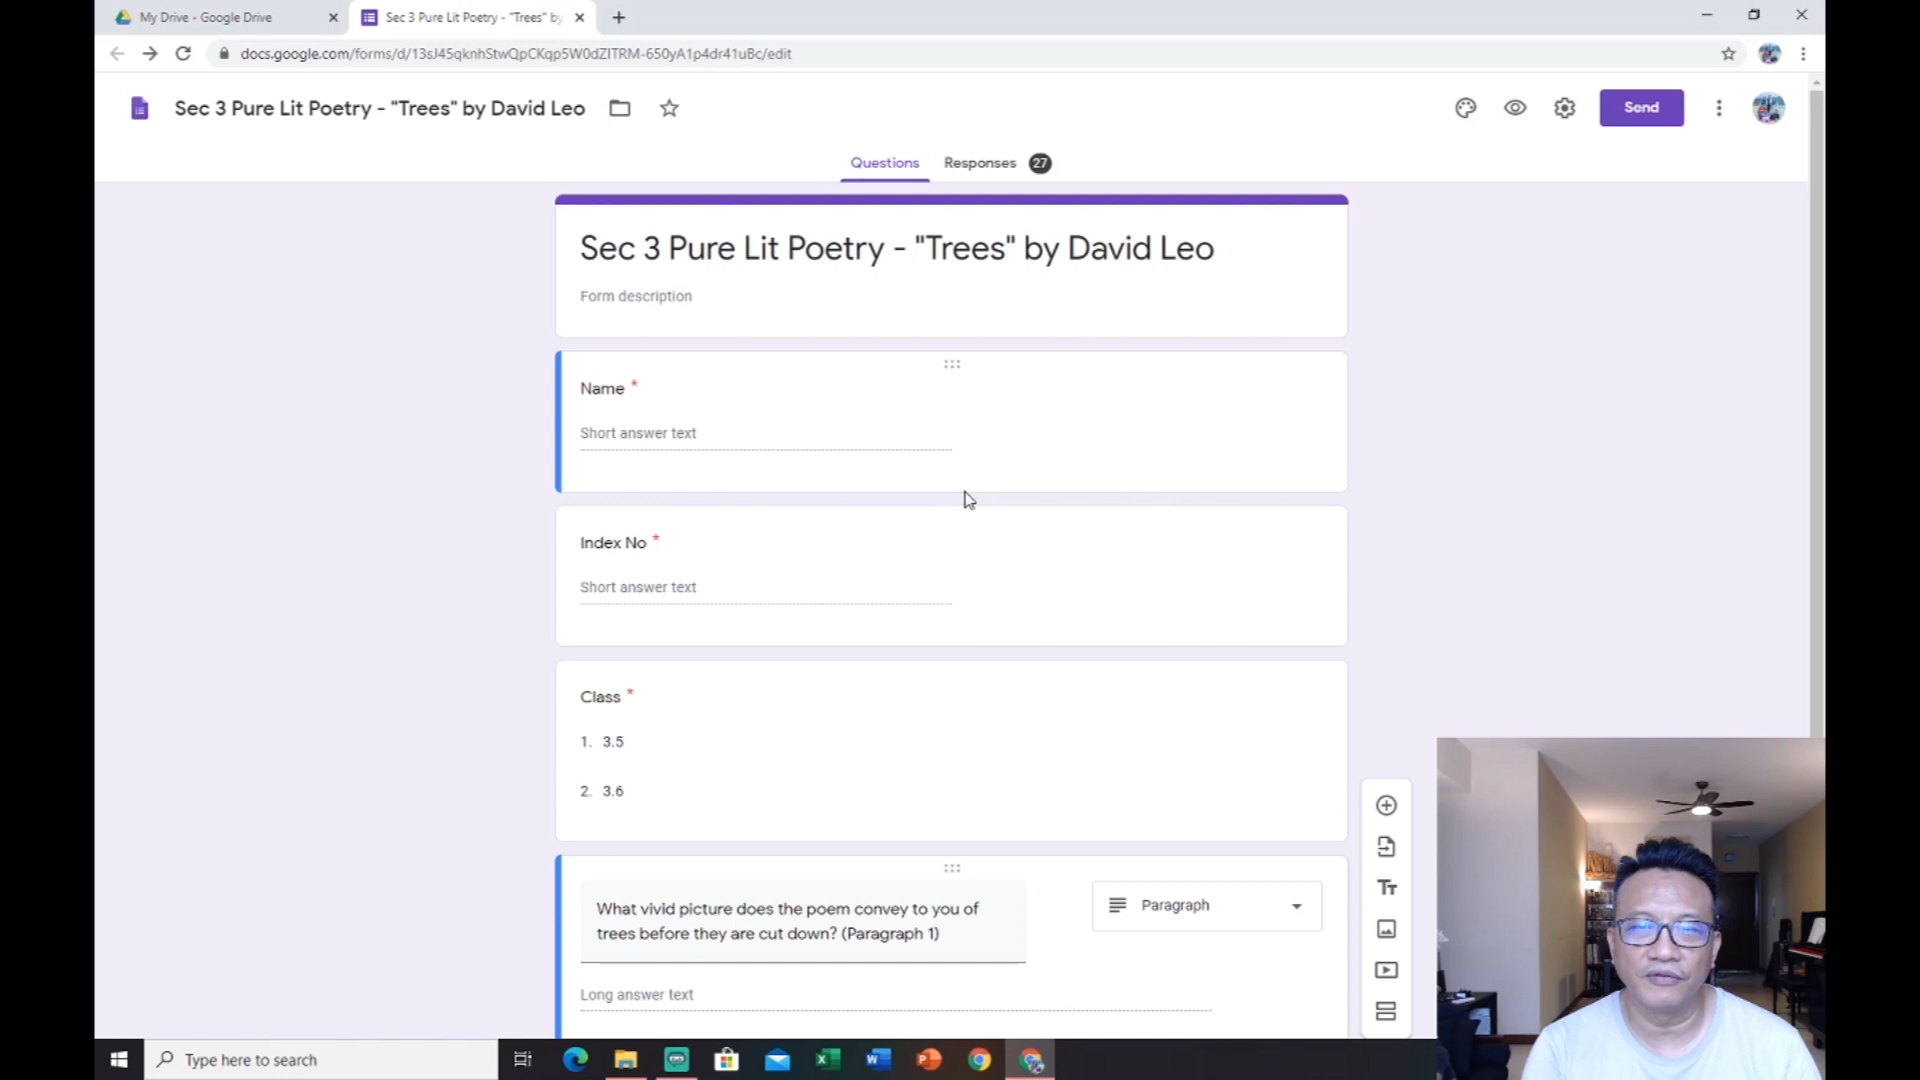 My Drive - Google Drive
Sec 3 Pure Lit Poetry - "Trees" by
docs.google.com/forms/d/13sJ45qknhStwQpCKqp5W0dZITRM-650yA1p4dr41uBc/edit
Sec 3 Pure Lit Poetry - "Trees" by David Leo
Send
Questions
Responses 27
Sec 3 Pure Lit Poetry - "Trees" by David Leo
Form description
Name *
Short answer text
Index No *
Short answer text
Class *
1. 3.5
2. 3.6
What vivid picture does the poem convey to you of
trees before they are cut down? (Paragraph 1)
Paragraph
Long answer text
Type here to search